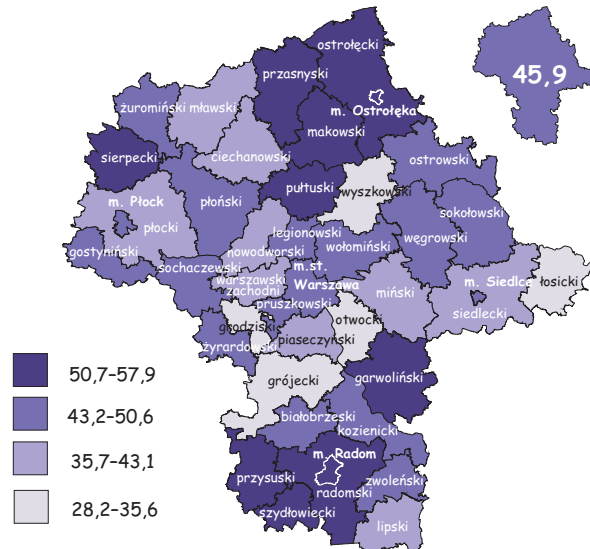 ostrołęcki
45,9
przasnyski
m. Ostrołęka
żuromiński
mławski
makowski
sierpecki
ciechanowski
ostrowski
pułtuski
wyszkowski
m. Płock
płoński
sokołowski
płocki
legionowski
węgrowski
gostyniński
nowodworski
wołomiński
sochaczewski
m.st.
Warszawa
warszawski
zachodni
m. Siedlce
łosicki
miński
pruszkowski
siedlecki
grodziski
otwocki
żyrardowski
piaseczyński
grójecki
garwoliński
50,7–57,9
białobrzeski
43,2–50,6
kozienicki
m. Radom
35,7–43,1
przysuski
zwoleński
radomski
28,2–35,6
szydłowiecki
lipski